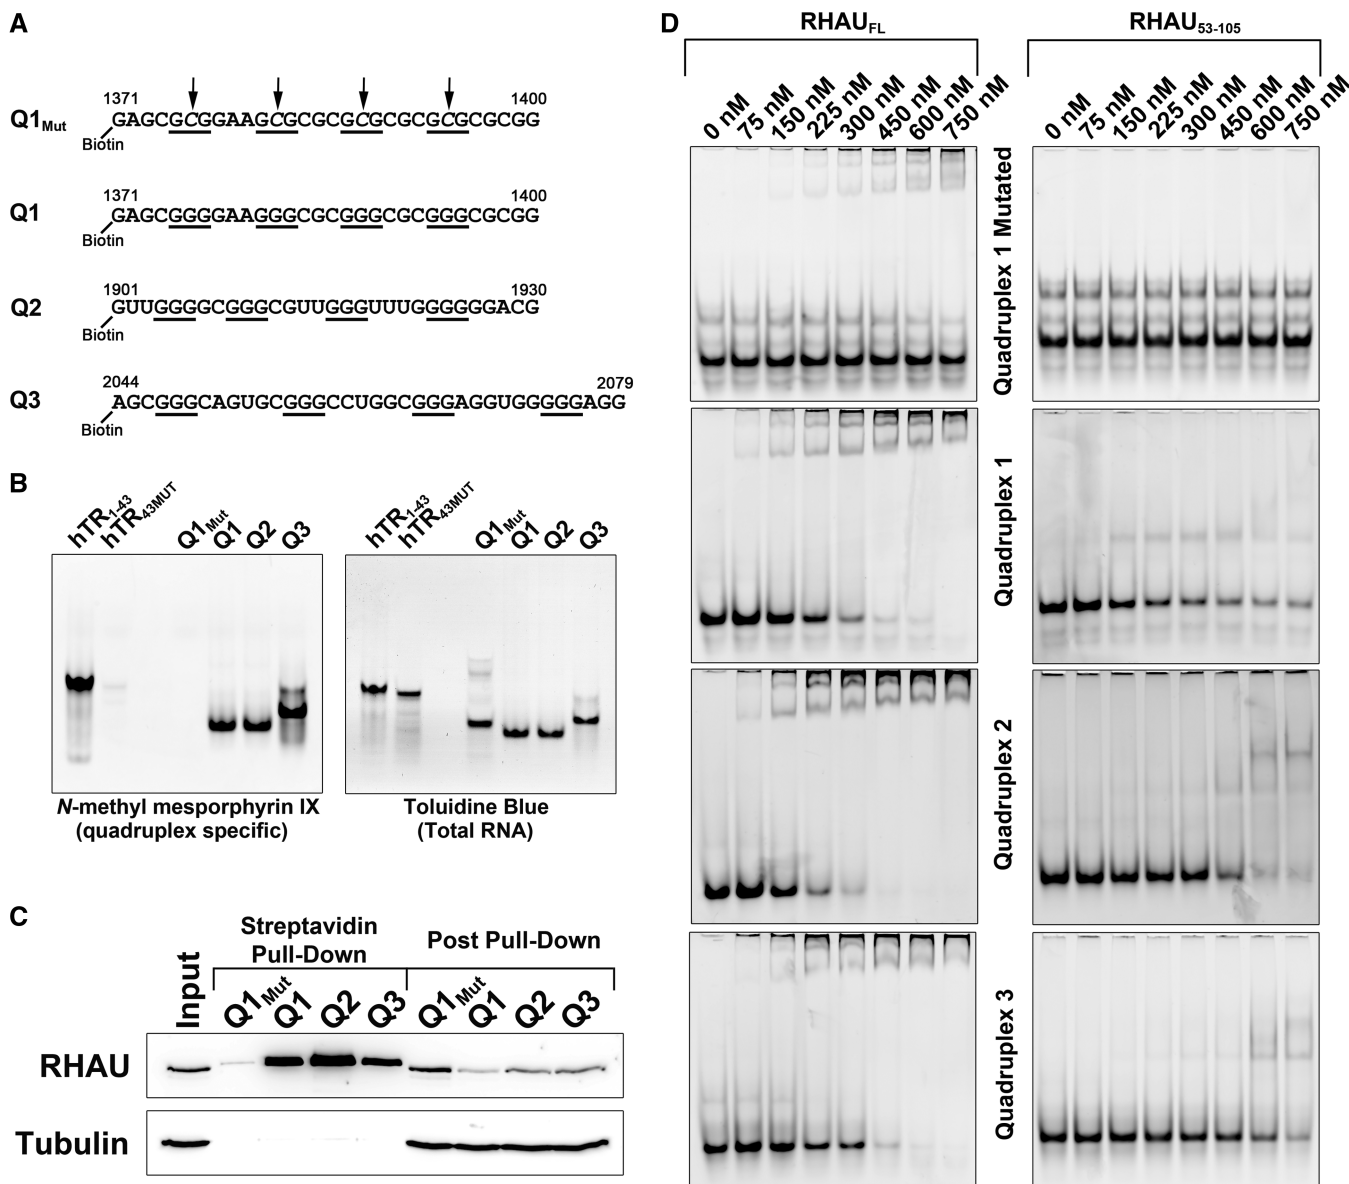 A
1371 1400
Q1Mut GAGCGCGGAAGCGCGCGCGCGCGCGCGCGG
Biotin
1371 1400
Q1 GAGCGGGGAAGGGCGCGGGCGCGGGCGCGG
Biotin
1901 1930
Q2 GUUGGGGCGGGCGUUGGGUUUGGGGGGACG
Biotin
2044 2079
Q3 AGCGGGCAGUGCGGGCCUGGCGGGAGGUGGGGGAGG
Biotin
B
hTR1-43 hTR43MUT Q1Mut Q1 Q2 Q3
hTR1-43 hTR43MUT Q1Mut Q1 Q2 Q3
N-methyl mesporphyrin IX
(quadruplex specific)
Toluidine Blue
(Total RNA)
C
Streptavidin
Pull-Down
Post Pull-Down
Input Q1Mut Q1 Q2 Q3 Q1Mut Q1 Q2 Q3
RHAU
Tubulin
D
RHAUFL
RHAU53-105
0 nM 75 nM 150 nM 225 nM 300 nM 450 nM 600 nM 750 nM
0 nM 75 nM 150 nM 225 nM 300 nM 450 nM 600 nM 750 nM
Quadruplex 1 Mutated
Quadruplex 1
Quadruplex 2
Quadruplex 3